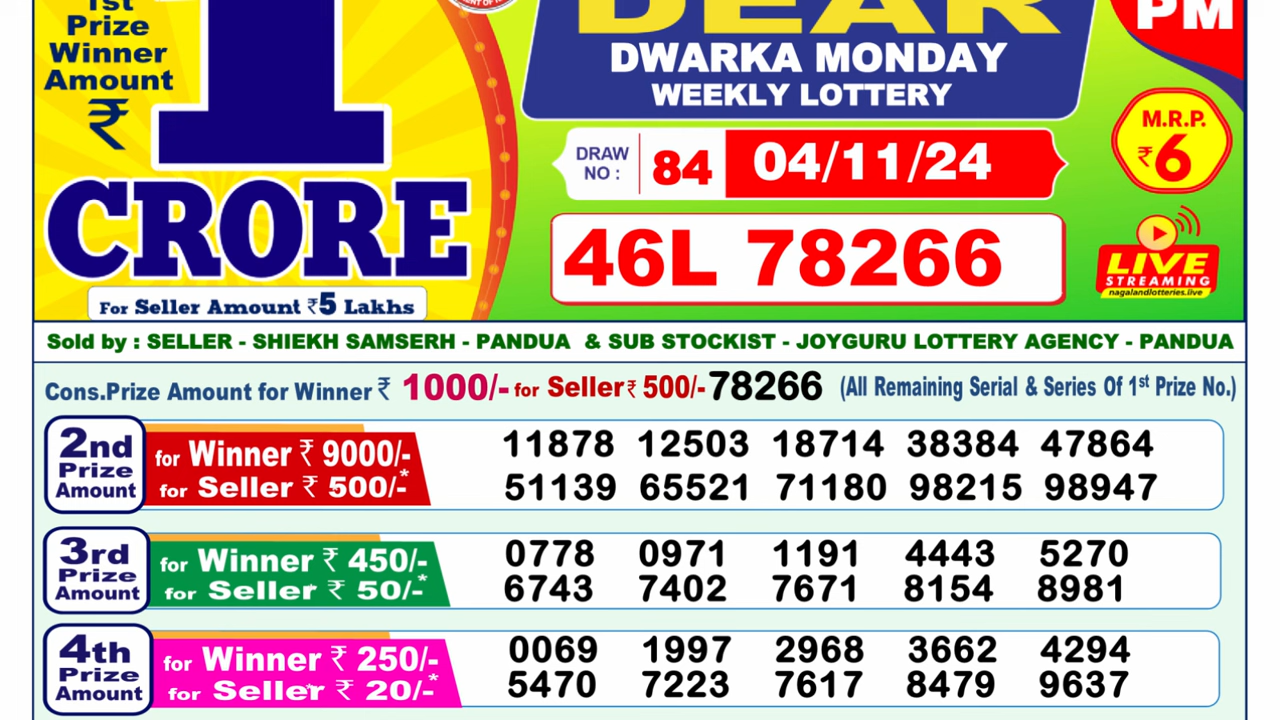 1st
Prize
Winner
Amount
₹
1
CRORE
For Seller Amount ₹5 Lakhs
DEAR
DWARKA MONDAY
WEEKLY LOTTERY
PM
DRAW NO : 84 04/11/24
M.R.P.
₹6
46L 78266
LIVE
STREAMING
nagalandlotteries.live
Sold by : SELLER - SHIEKH SAMSERH - PANDUA & SUB STOCKIST - JOYGURU LOTTERY AGENCY - PANDUA
Cons.Prize Amount for Winner ₹ 1000/- for Seller ₹ 500/- 78266 (All Remaining Serial & Series Of 1st Prize No.)
2nd
Prize
Amount
for Winner ₹ 9000/-
for Seller ₹ 500/-*
11878 12503 18714 38384 47864
51139 65521 71180 98215 98947
3rd
Prize
Amount
for Winner ₹ 450/-
for Seller ₹ 50/-*
0778 0971 1191 4443 5270
6743 7402 7671 8154 8981
4th
Prize
Amount
for Winner ₹ 250/-
for Seller ₹ 20/-*
0069 1997 2968 3662 4294
5470 7223 7617 8479 9637